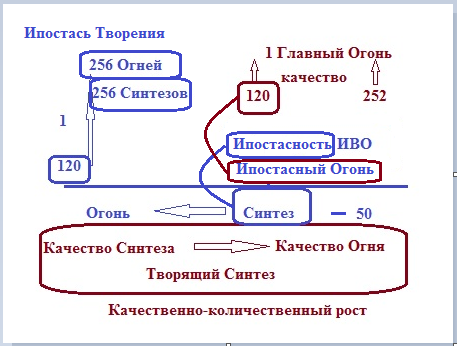 Ипостась Творения
256 Огней
256 Синтезов
1
120
1 Главный Огонь
качество
120
252
Ипостасность ИВО
Ипостасный Огонь
Огонь
Синтез
— 50
Качество Синтеза
Качество Огня
Творящий Синтез
Качественно-количественный рост